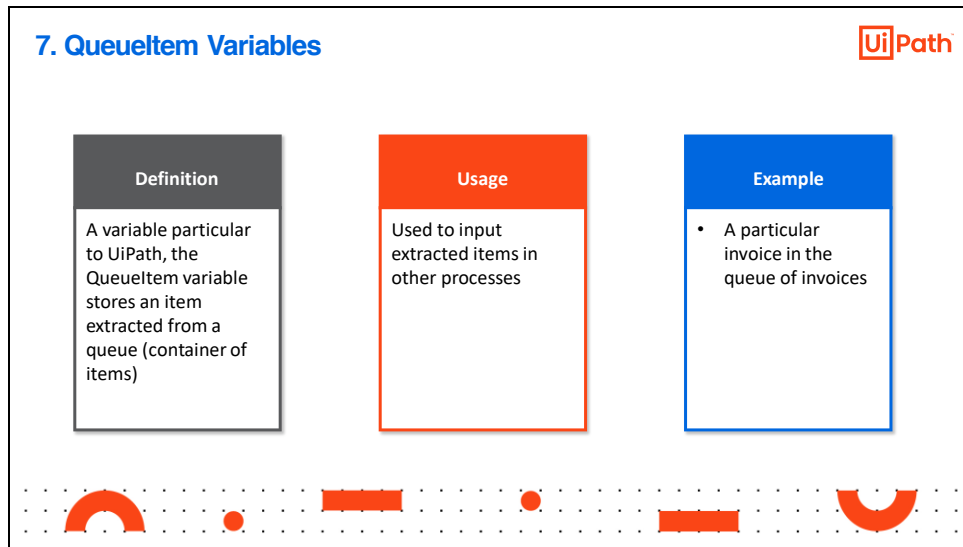 7. QueueItem Variables
UiPath
Definition
A variable particular
to UiPath, the
QueueItem variable
stores an item
extracted from a
queue (container of
items)
Usage
Used to input
extracted items in
other processes
Example
• A particular
invoice in the
queue of invoices